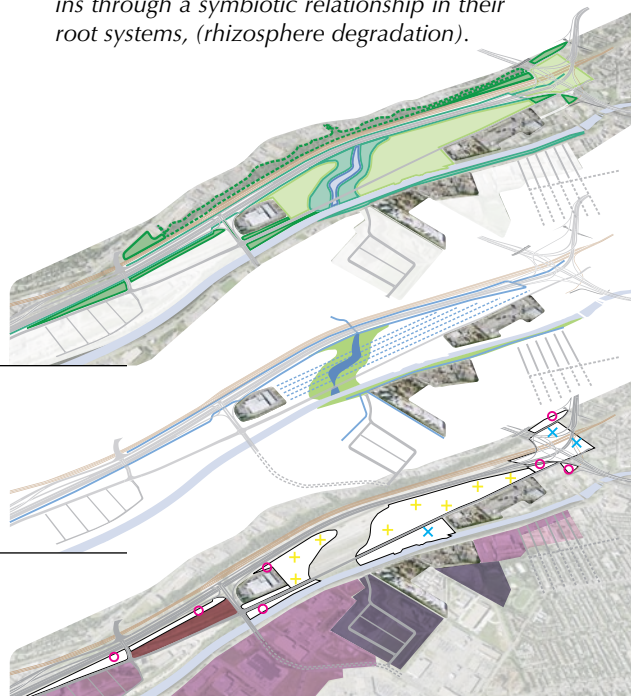 ins through a symbiotic relationship in their
root systems, (rhizosphere degradation).